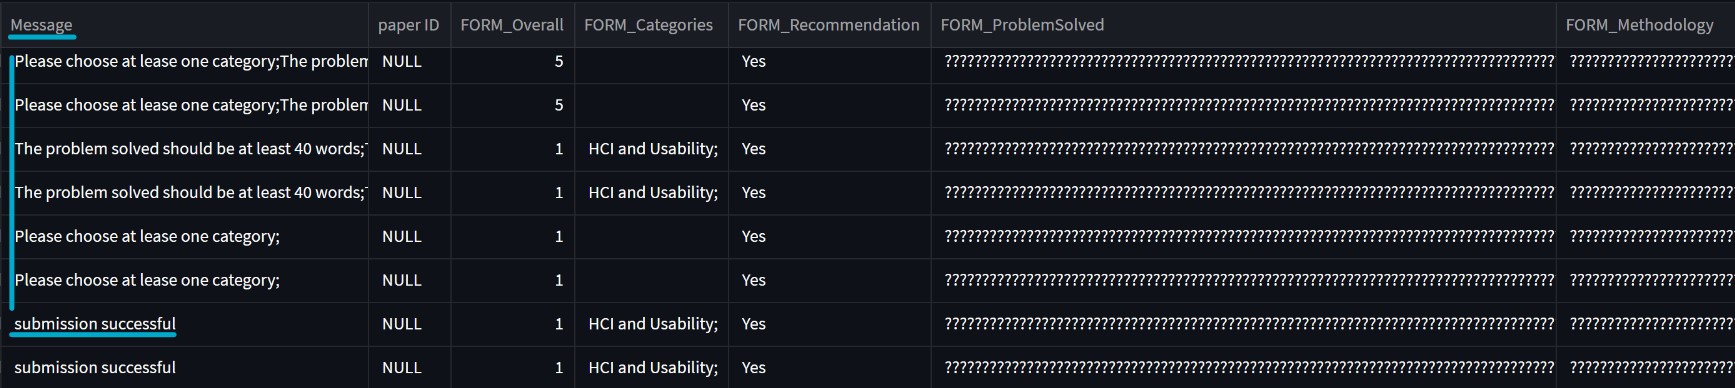 Message paper ID FORM_Overall FORM_Categories FORM_Recommendation FORM_ProblemSolved FORM_Methodology
Please choose at lease one category;The problem NULL 5 Yes ?????????????????????????????????????????????????????????????????????????????????? ??????????????????????
Please choose at lease one category;The problem NULL 5 Yes ?????????????????????????????????????????????????????????????????????????????????? ??????????????????????
The problem solved should be at least 40 words; NULL 1 HCI and Usability; Yes ?????????????????????????????????????????????????????????????????????????????????? ??????????????????????
The problem solved should be at least 40 words; NULL 1 HCI and Usability; Yes ?????????????????????????????????????????????????????????????????????????????????? ??????????????????????
Please choose at lease one category; NULL 1 Yes ?????????????????????????????????????????????????????????????????????????????????? ??????????????????????
Please choose at lease one category; NULL 1 Yes ?????????????????????????????????????????????????????????????????????????????????? ??????????????????????
submission successful NULL 1 HCI and Usability; Yes ?????????????????????????????????????????????????????????????????????????????????? ??????????????????????
submission successful NULL 1 HCI and Usability; Yes ?????????????????????????????????????????????????????????????????????????????????? ??????????????????????